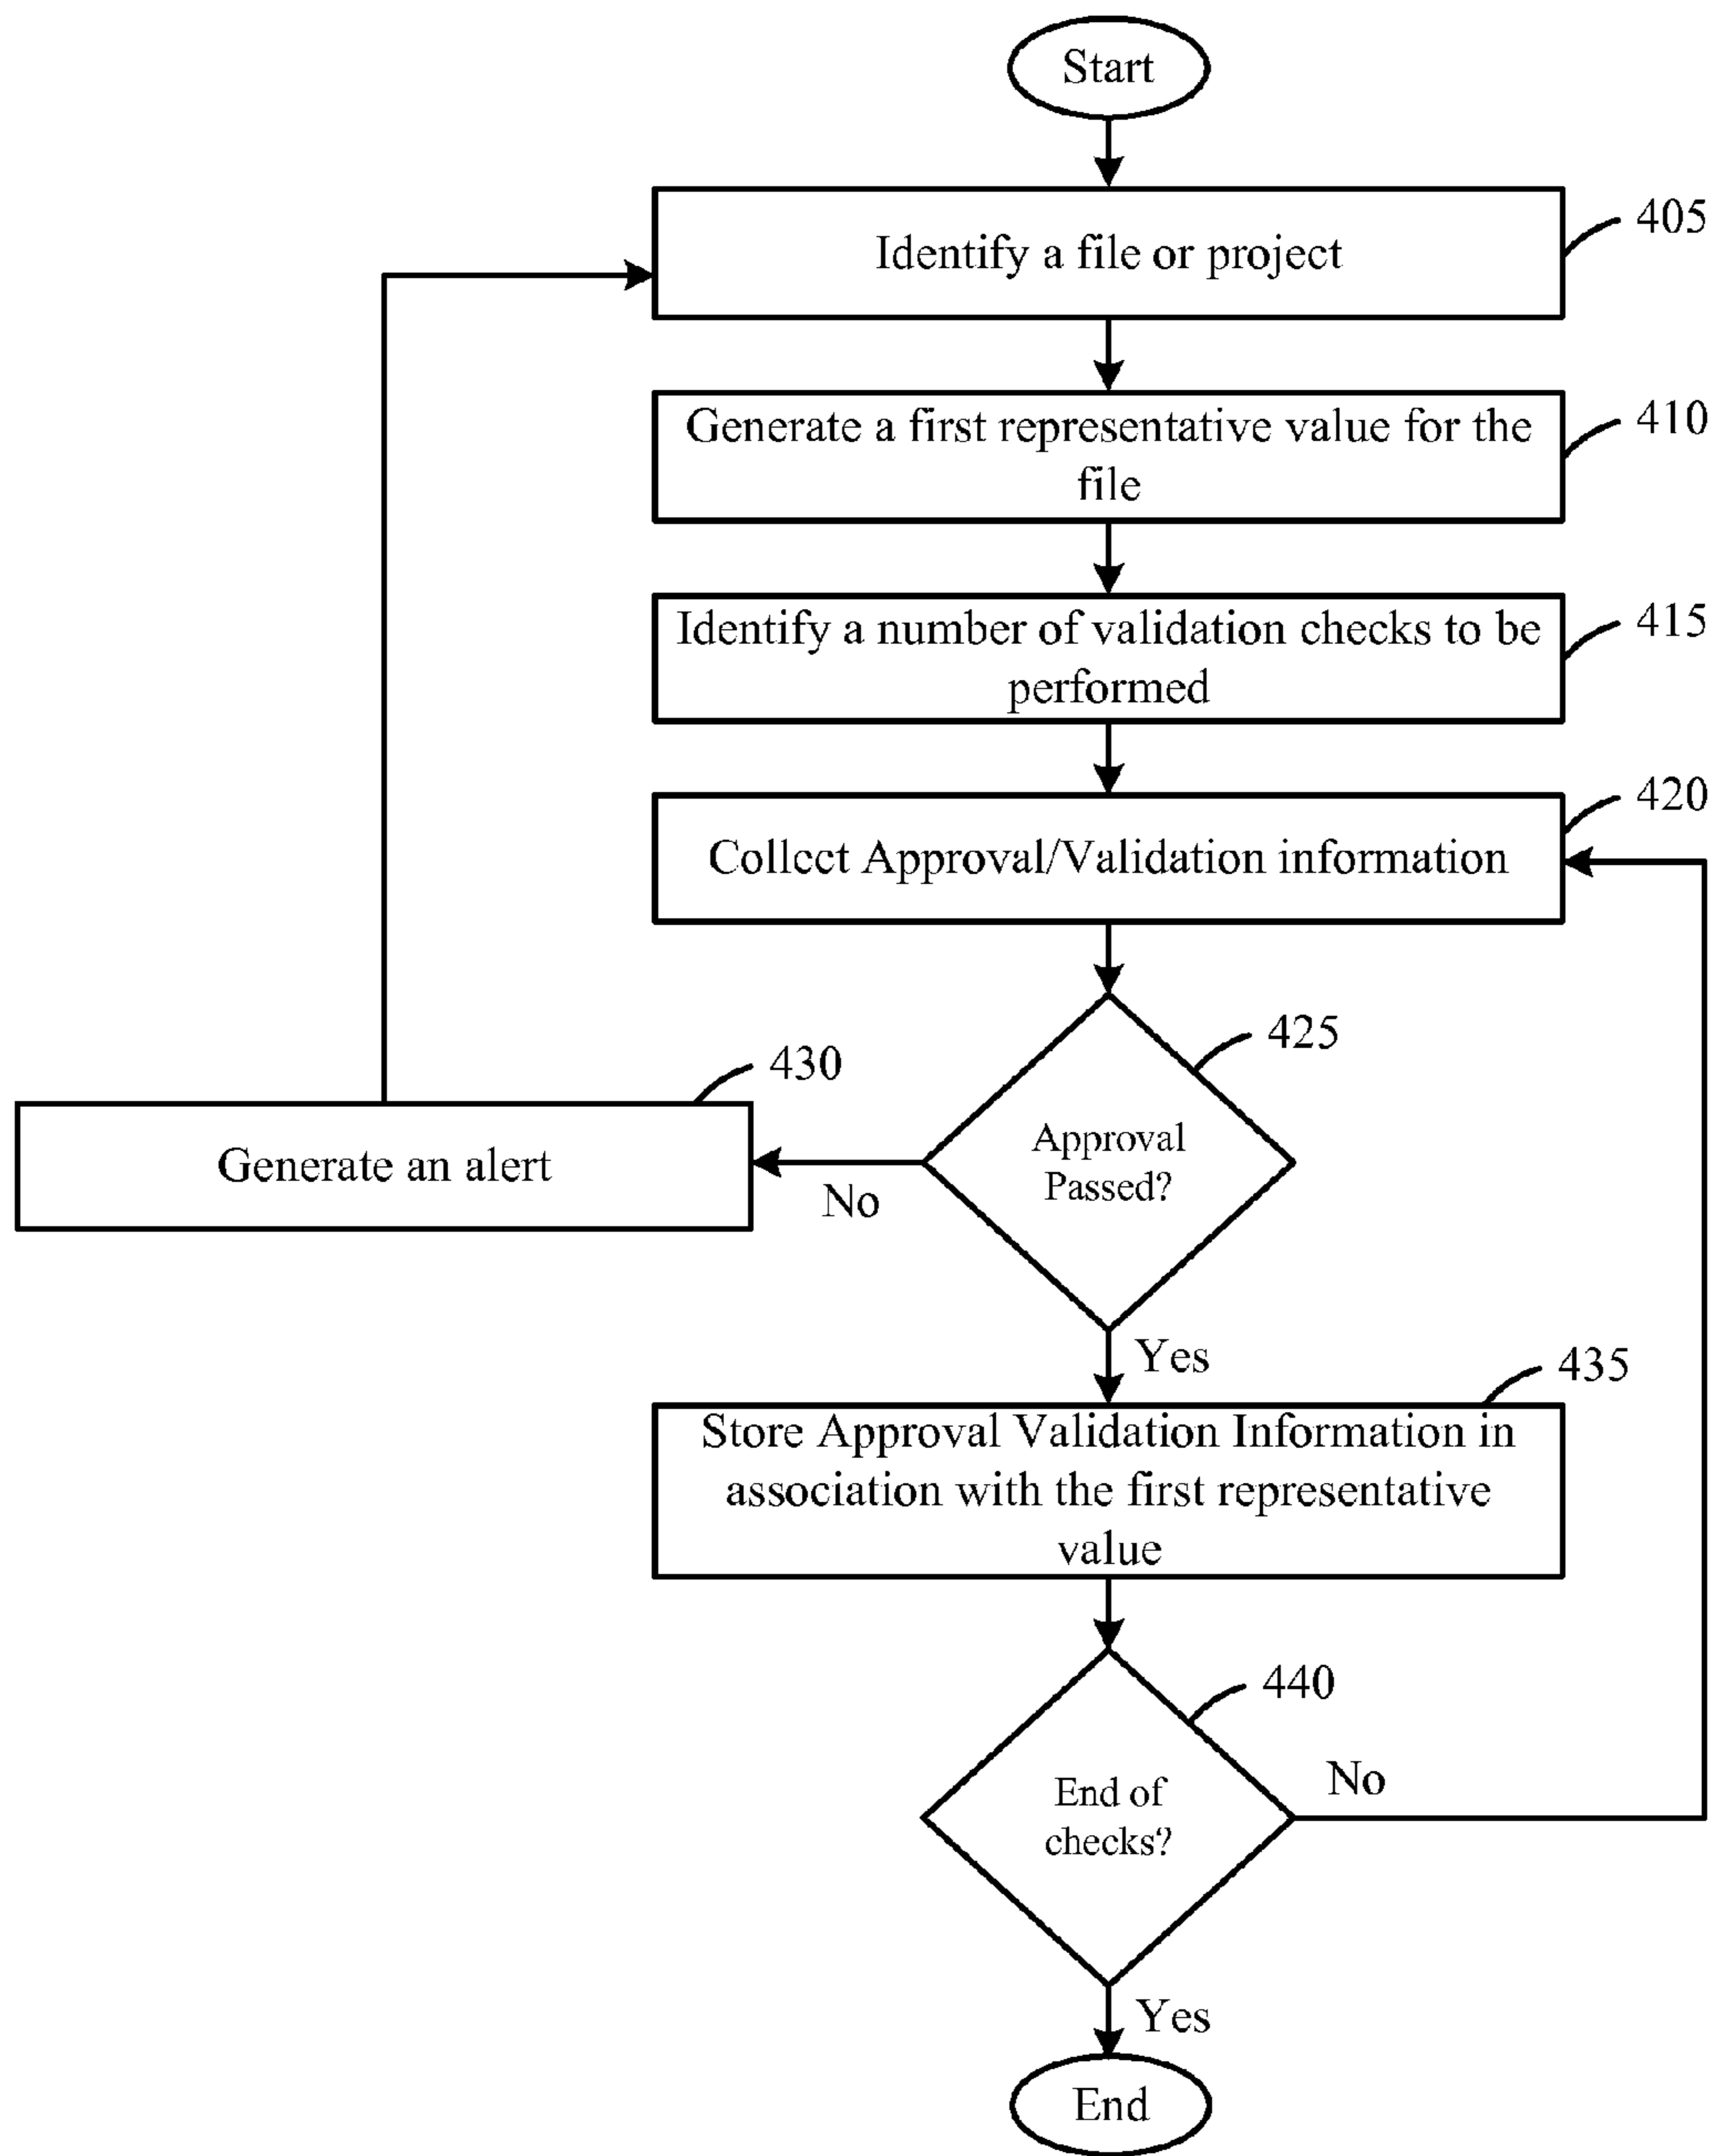 Start
Identify a file or project
405
Generate a first representative value for the
file
410
Identify a number of validation checks to be
performed
415
Collect Approval/Validation information
420
Approval
Passed?
425
No
Generate an alert
430
Yes
Store Approval Validation Information in
association with the first representative
value
435
End of
checks?
440
No
Yes
End